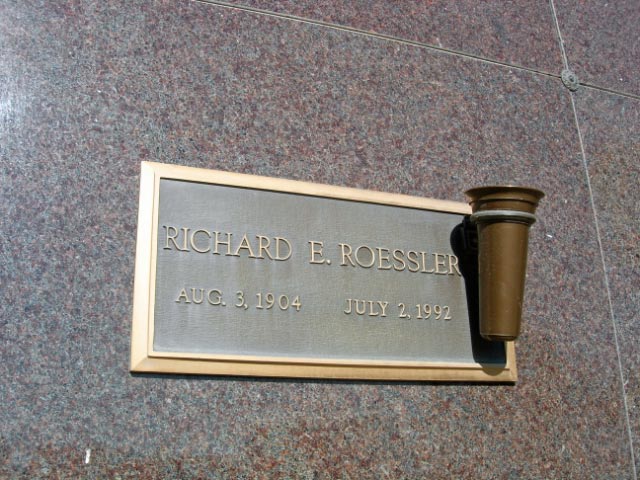 RICHARD E. ROESSLER
AUG. 3, 1904 JULY 2, 1992